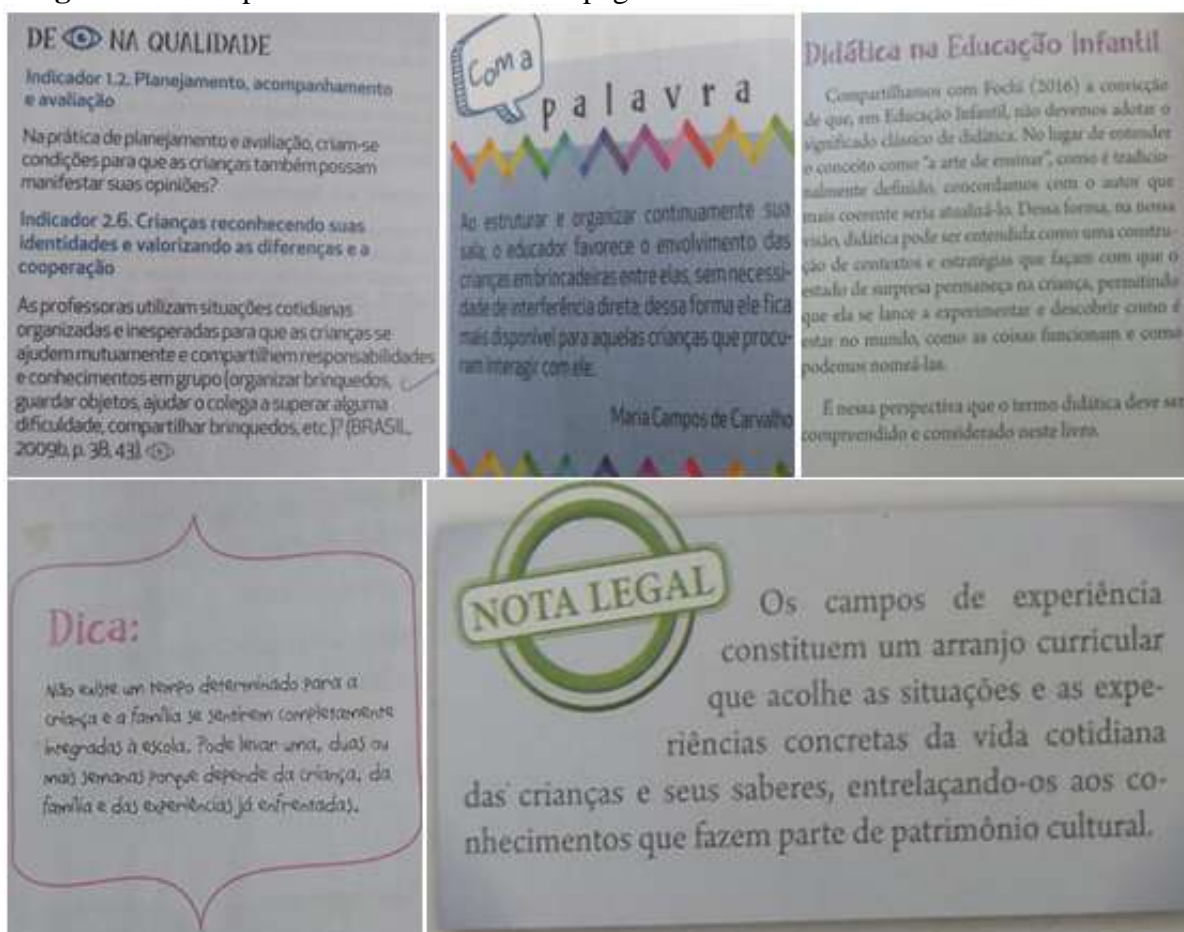 DE NA QUALIDADE
Indicador 1.2. Planejamento, acompanhamento
e avaliação
Na prática de planejamento e avaliação, criam-se
condições para que as crianças também possam
manifestar suas opiniões?
Indicador 2.6. Crianças reconhecendo suas
identidades e valorizando as diferenças e a
cooperação
As professoras utilizam situações cotidianas
organizadas e inesperadas para que as crianças se
ajudem mutuamente e compartilhem responsabilidades
e conhecimentos em grupo (organizar brinquedos,
guardar objetos, ajudar o colega a superar alguma
dificuldade, compartilhar brinquedos, etc.)? (BRASIL,
2009b, p. 38, 43).
Com a
palavra
Ao estruturar e organizar continuamente sua
sala, o educador favorece o envolvimento das
crianças em brincadeiras entre elas, sem necessi-
dade de interferência direta; dessa forma ele fica
mais disponível para aquelas crianças que procu-
ram interagir com ele.
Maria Campos de Carvalho
Didática na Educação Infantil
Compartilhamos com Fochi (2016) a convicção
de que, em Educação Infantil, não devemos adotar o
significado clássico de didática. No lugar de entender
o conceito como "a arte de ensinar", como é tradicio-
nalmente definido, concordamos com o autor que
mais coerente seria atualizá-lo. Dessa forma, na nossa
visão, didática pode ser entendida como uma constru-
ção de contextos e estratégias que façam com que o
estado de surpresa permaneça na criança, permitindo
que ela se lance a experimentar e descobrir como é
estar no mundo, como as coisas funcionam e como
podemos nomeá-las.
É nessa perspectiva que o termo didática deve ser
compreendido e considerado neste livro.
Dica:
Não existe um tempo determinado para a
criança e a família se sentirem completamente
integradas à escola. Pode levar uma, duas ou
mais semanas porque depende da criança, da
família e das experiências já enfrentadas.
NOTA LEGAL
Os campos de experiência
constituem um arranjo curricular
que acolhe as situações e as expe-
riências concretas da vida cotidiana
das crianças e seus saberes, entrelaçando-os aos co-
nhecimentos que fazem parte de patrimônio cultural.